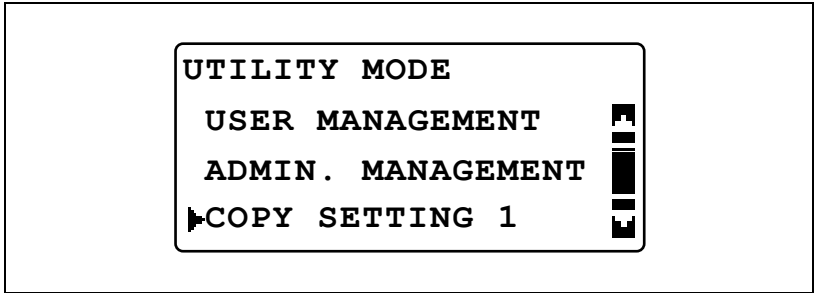 UTILITY MODE
USER MANAGEMENT
ADMIN. MANAGEMENT
COPY SETTING 1